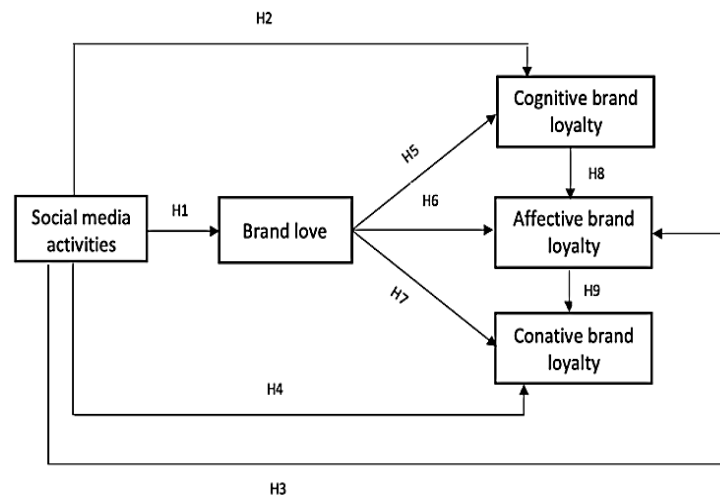 H2
Cognitive brand
loyalty
H5
H8
Social media
activities
H1
Brand love
H6
Affective brand
loyalty
H7
H9
Conative brand
loyalty
H4
H3